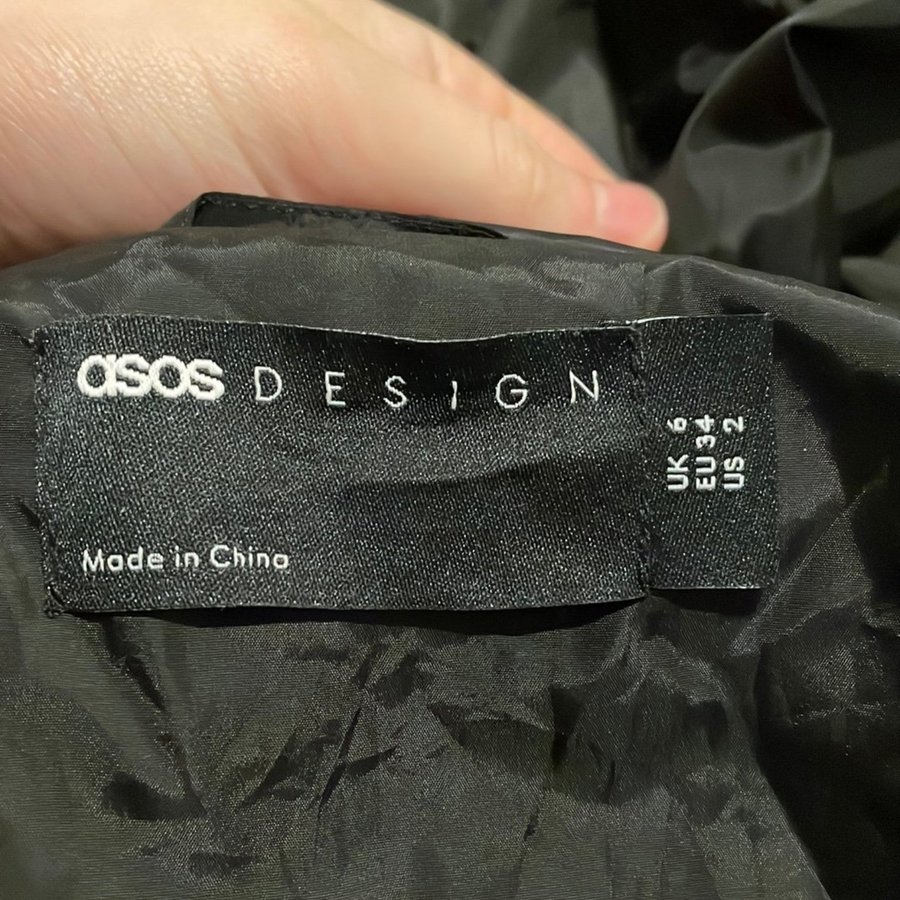 asos DESIGN
Made in China
UK 6
EU 34
US 2